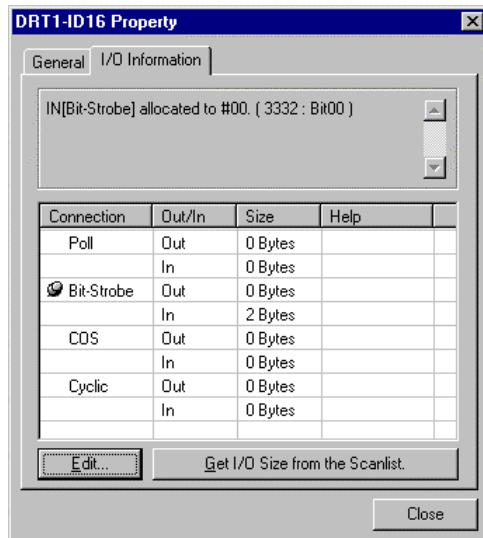 DRT1-ID16 Property
General I/O Information
IN[Bit-Strobe] allocated to #00. ( 3332 : Bit00 )
Connection Out/In Size Help
Poll Out 0 Bytes
In 0 Bytes
Bit-Strobe Out 0 Bytes
In 2 Bytes
COS Out 0 Bytes
In 0 Bytes
Cyclic Out 0 Bytes
In 0 Bytes
Edit... Get I/O Size from the Scanlist.
Close